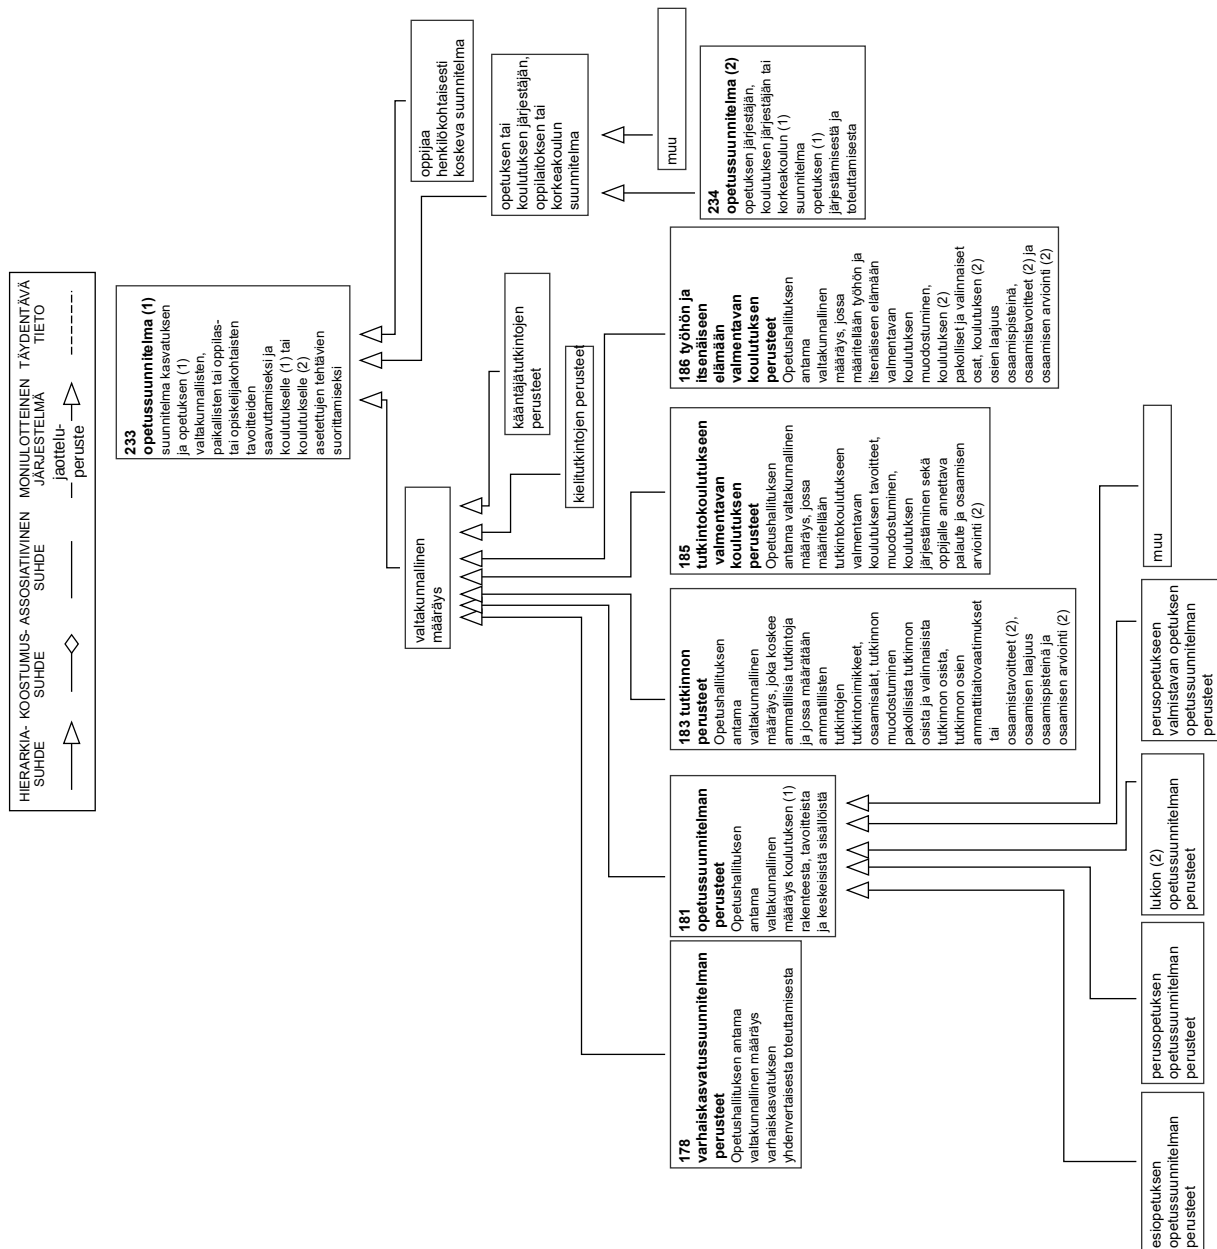 HIERARKIA- KOOSTUMUS- ASSOSIATIIVINEN MONIULOTTEINEN TÄYDENTÄVÄ
SUHDE SUHDE SUHDE JÄRJESTELMÄ TIETO
jaottelu-
peruste
233
opetussuunnitelma (1)
suunnitelma kasvatuksen
ja opetuksen (1)
valtakunnallisten,
paikallisten tai oppilas-
tai opiskelijakohtaisten
tavoitteiden
saavuttamiseksi ja
koulutukselle (1) tai
koulutukselle (2)
asetettujen tehtävien
suorittamiseksi
valtakunnallinen
määräys
oppijaa
henkilökohtaisesti
koskeva suunnitelma
opetuksen tai
koulutuksen järjestäjän,
oppilaitoksen tai
korkeakoulun
suunnitelma
kääntäjätutkintojen
perusteet
kielitutkintojen perusteet
muu
234
opetussuunnitelma (2)
opetuksen järjestäjän,
koulutuksen järjestäjän tai
korkeakoulun (1)
suunnitelma
opetuksen (1)
järjestämisestä ja
toteuttamisesta
178
varhaiskasvatussuunnitelman
perusteet
Opetushallituksen antama
valtakunnallinen määräys
varhaiskasvatuksen
yhdenvertaisesta toteuttamisesta
181
opetussuunnitelman
perusteet
Opetushallituksen
antama
valtakunnallinen
määräys koulutuksen (1)
rakenteesta, tavoitteista
ja keskeisistä sisällöistä
183 tutkinnon
perusteet
Opetushallituksen
antama
valtakunnallinen
määräys, joka koskee
ammatillisia tutkintoja
ja jossa määrätään
ammatillisten
tutkintojen
tutkintonimikkeet,
osaamisalat, tutkinnon
muodostuminen
pakollisista tutkinnon
osista ja valinnaisista
tutkinnon osista,
tutkinnon osien
ammattitaitovaatimukset
tai
osaamistavoitteet (2),
osaamisen laajuus
osaamispisteinä ja
osaamisen arviointi (2)
185
tutkintokoulutukseen
valmentavan
koulutuksen
perusteet
Opetushallituksen
antama valtakunnallinen
määräys, jossa
määritellään
tutkintokoulutukseen
valmentavan
koulutuksen tavoitteet,
muodostuminen,
koulutuksen
järjestäminen sekä
oppijalle annettava
palaute ja osaamisen
arviointi (2)
186 työhön ja
itsenäiseen
elämään
valmentavan
koulutuksen
perusteet
Opetushallituksen
antama
valtakunnallinen
määräys, jossa
määritellään työhön ja
itsenäiseen elämään
valmentavan
koulutuksen
muodostuminen,
koulutuksen (2)
pakolliset ja valinnaiset
osat, koulutuksen (2)
osien laajuus
osaamispisteinä,
osaamistavoitteet (2) ja
osaamisen arviointi (2)
esiopetuksen
opetussuunnitelman
perusteet
perusopetuksen
opetussuunnitelman
perusteet
lukion (2)
opetussuunnitelman
perusteet
perusopetukseen
valmistavan opetuksen
opetussuunnitelman
perusteet
muu